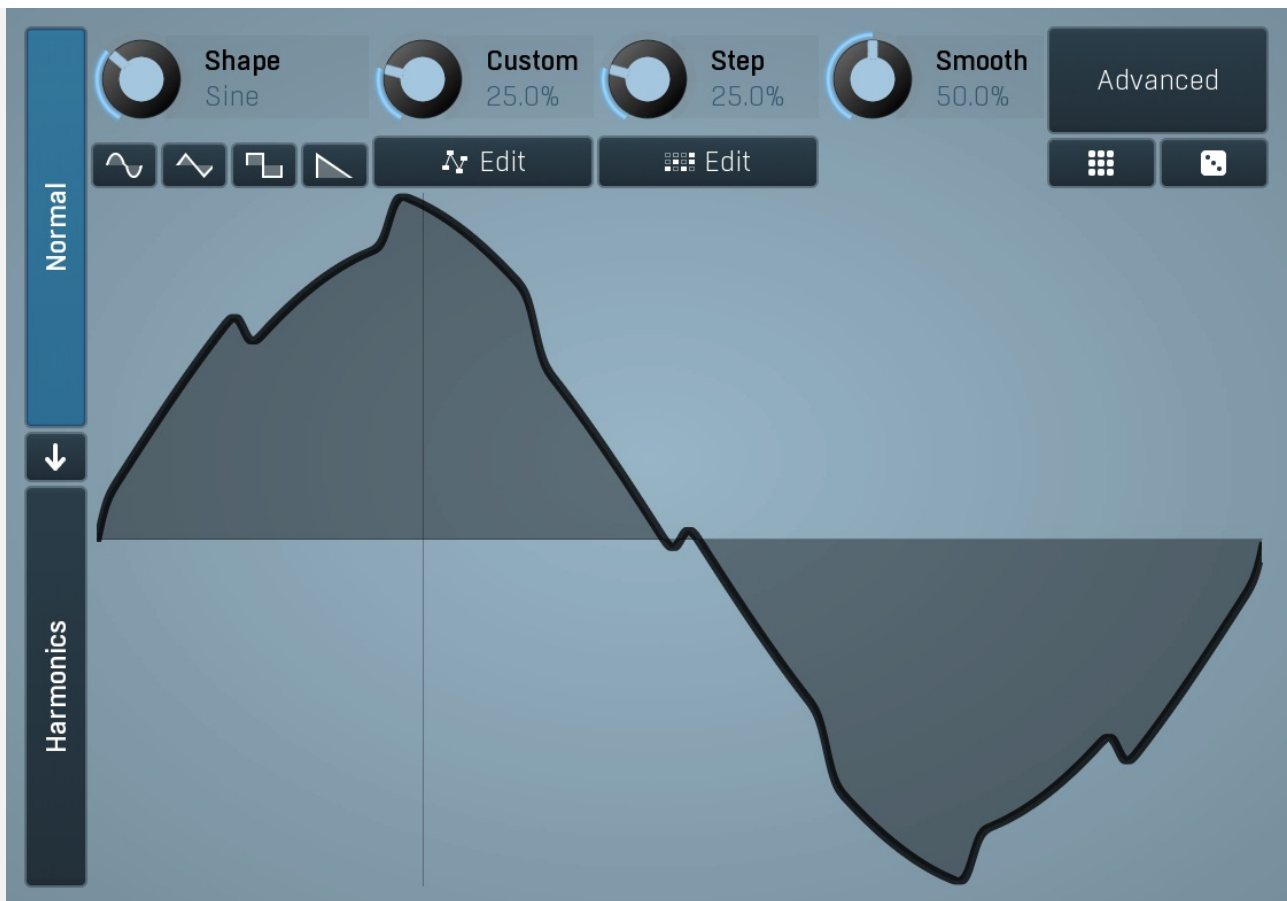 Shape
Sine
Custom
25.0%
Step
25.0%
Smooth
50.0%
Advanced
Edit
Edit
Normal
Harmonics